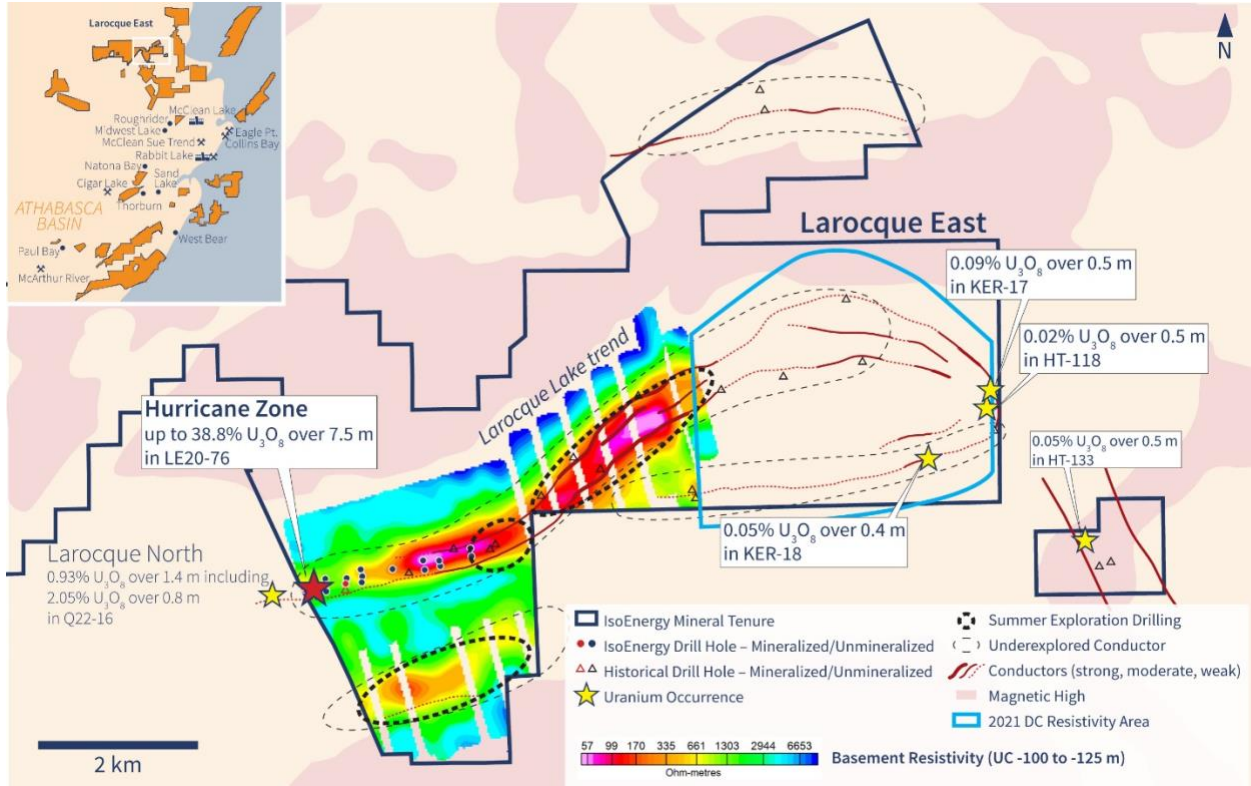 Larocque East
McClean Lake
Roughrider
Midwest Lake
Eagle Pt.
McClean Sue Trend
Collins Bay
Rabbit Lake
Natona Bay
Sand
Lake
Cigar Lake
Thorburn
ATHABASCA
BASIN
West Bear
Paul Bay
McArthur River
N
Larocque East
0.09% U₃O₈ over 0.5 m
in KER-17
0.02% U₃O₈ over 0.5 m
in HT-118
Larocque Lake trend
Hurricane Zone
up to 38.8% U₃O₈ over 7.5 m
in LE20-76
0.05% U₃O₈ over 0.5 m
in HT-133
0.05% U₃O₈ over 0.4 m
in KER-18
Larocque North
0.93% U₃O₈ over 1.4 m including
2.05% U₃O₈ over 0.8 m
in Q22-16
2 km
IsoEnergy Mineral Tenure
IsoEnergy Drill Hole – Mineralized/Unmineralized
Historical Drill Hole – Mineralized/Unmineralized
Uranium Occurrence
Summer Exploration Drilling
Underexplored Conductor
Conductors (strong, moderate, weak)
Magnetic High
2021 DC Resistivity Area
57 99 170 335 661 1303 2944 6653
Ohm-metres
Basement Resistivity (UC -100 to -125 m)